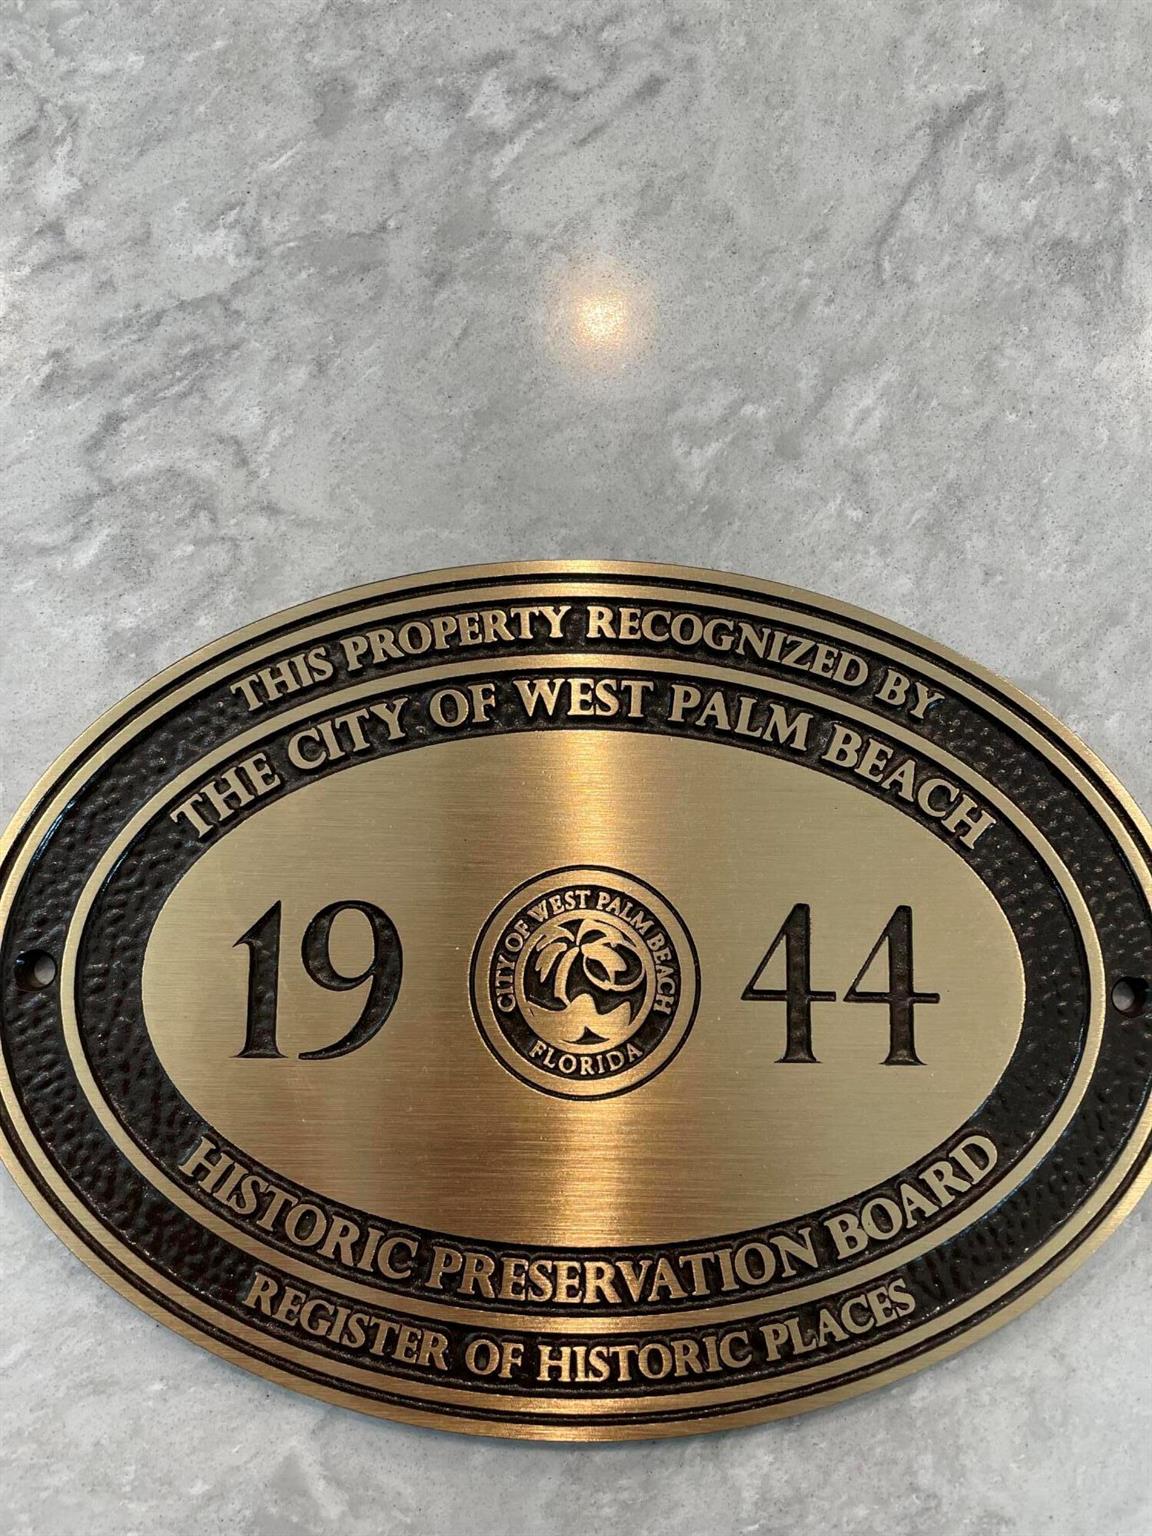 THIS PROPERTY RECOGNIZED BY
THE CITY OF WEST PALM BEACH
19
CITY OF WEST PALM BEACH
FLORIDA
44
HISTORIC PRESERVATION BOARD
REGISTER OF HISTORIC PLACES